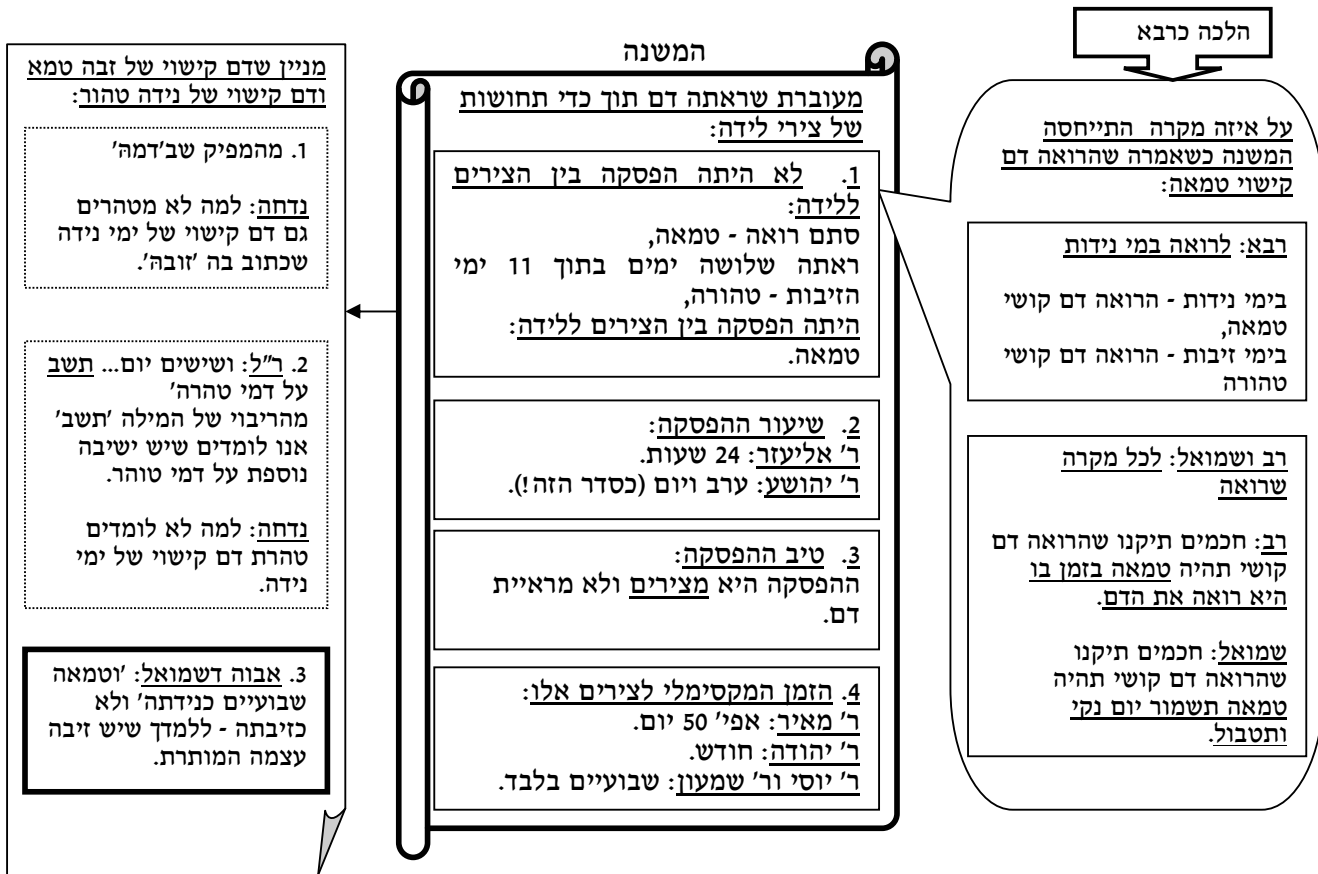 הלכה כרבא
על איזה מקרה התייחסה
המשנה כשאמרה שהרואה דם
קישוי טמאה:
רבא: לרואה במי נידות
בימי נידות - הרואה דם קושי
טמאה,
בימי זיבות - הרואה דם קושי
טהורה
רב ושמואל: לכל מקרה
שרואה
רב: חכמים תיקנו שהרואה דם
קושי תהיה טמאה בזמן בו
היא רואה את הדם.
שמואל: חכמים תיקנו
שהרואה דם קושי תהיה
טמאה תשמור יום נקי
ותטבול.
המשנה
מעוברת שראתה דם תוך כדי תחושות
של צירי לידה:
1. לא היתה הפסקה בין הצירים
ללידה:
סתם רואה - טמאה,
ראתה שלושה ימים בתוך 11 ימי
הזיבות - טהורה,
היתה הפסקה בין הצירים ללידה:
טמאה.
2. שיעור ההפסקה:
ר' אליעזר: 24 שעות.
ר' יהושע: ערב ויום (כסדר הזה!).
3. טיב ההפסקה:
ההפסקה היא מצירים ולא מראיית
דם.
4. הזמן המקסימלי לצירים אלו:
ר' מאיר: אפי' 50 יום.
ר' יהודה: חודש.
ר' יוסי ור' שמעון: שבועיים בלבד.
מניין שדם קישוי של זבה טמא
ודם קישוי של נידה טהור:
1. מהמפיק שב'דמהּ'
נדחה: למה לא מטהרים
גם דם קישוי של ימי נידה
שכתוב בה 'זובהּ'.
2. ר"ל: ושישים יום... תשב
על דמי טהרה'
מהריבוי של המילה 'תשב'
אנו לומדים שיש ישיבה
נוספת על דמי טוהר.
נדחה: למה לא לומדים
טהרת דם קישוי של ימי
נידה.
3. אבוה דשמואל: 'וטמאה
שבועיים כנידתה' ולא
כזיבתה - ללמדך שיש זיבה
עצמה המותרת.